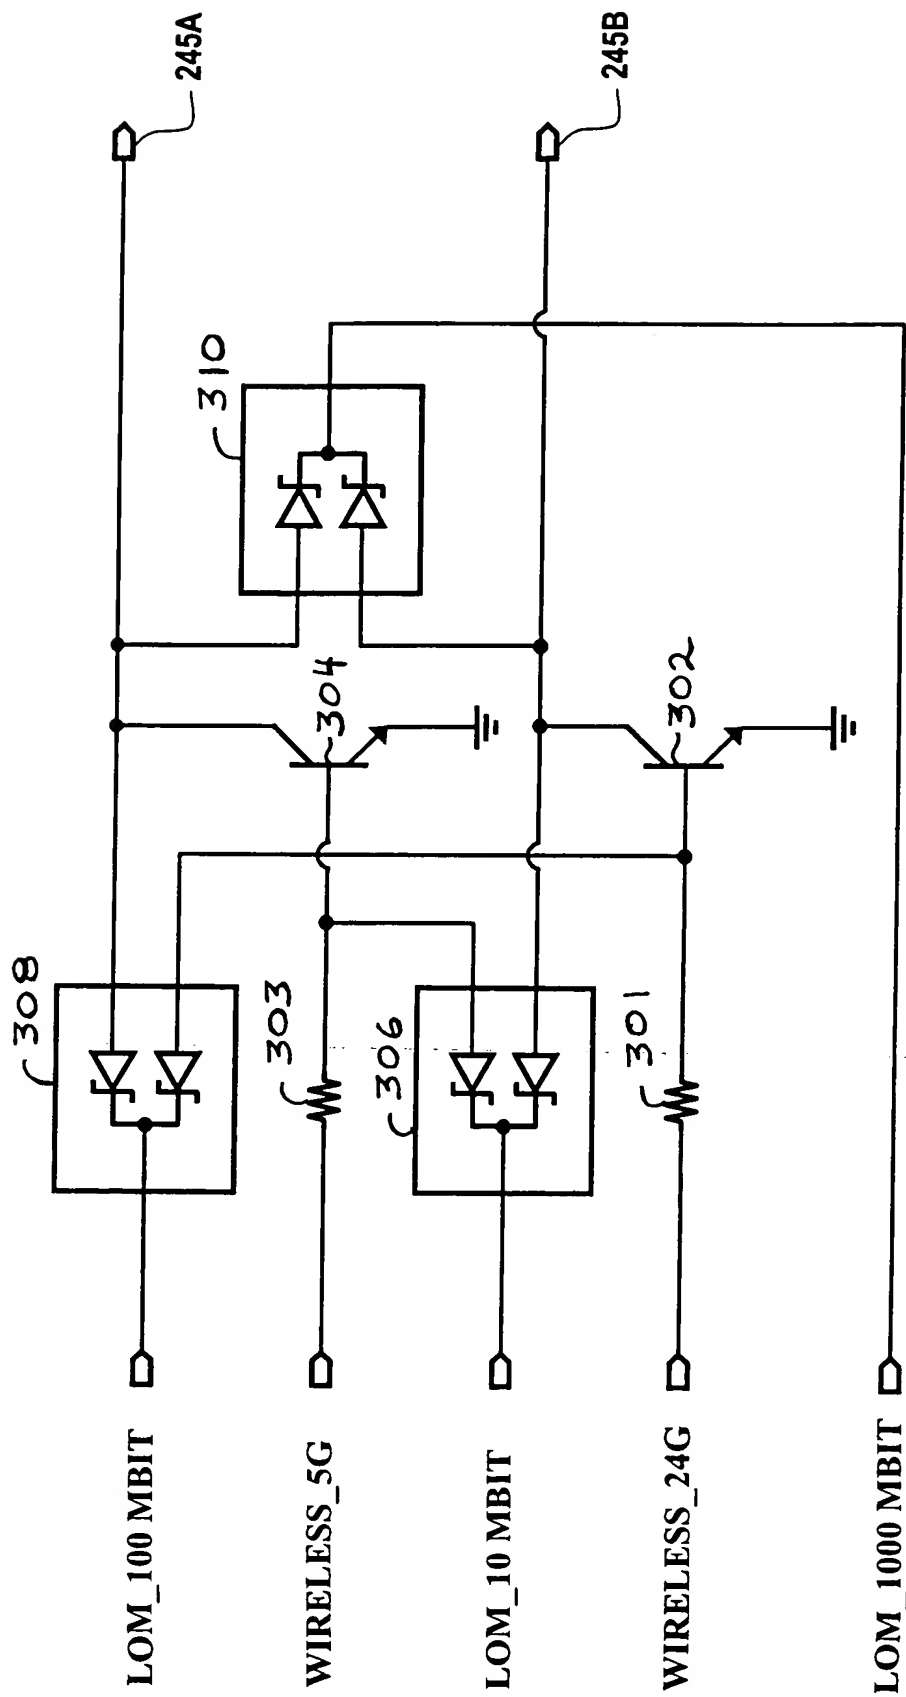 245A
245B
310
304
302
308
303
306
301
LOM_100 MBIT
WIRELESS_5G
LOM_10 MBIT
WIRELESS_24G
LOM_1000 MBIT